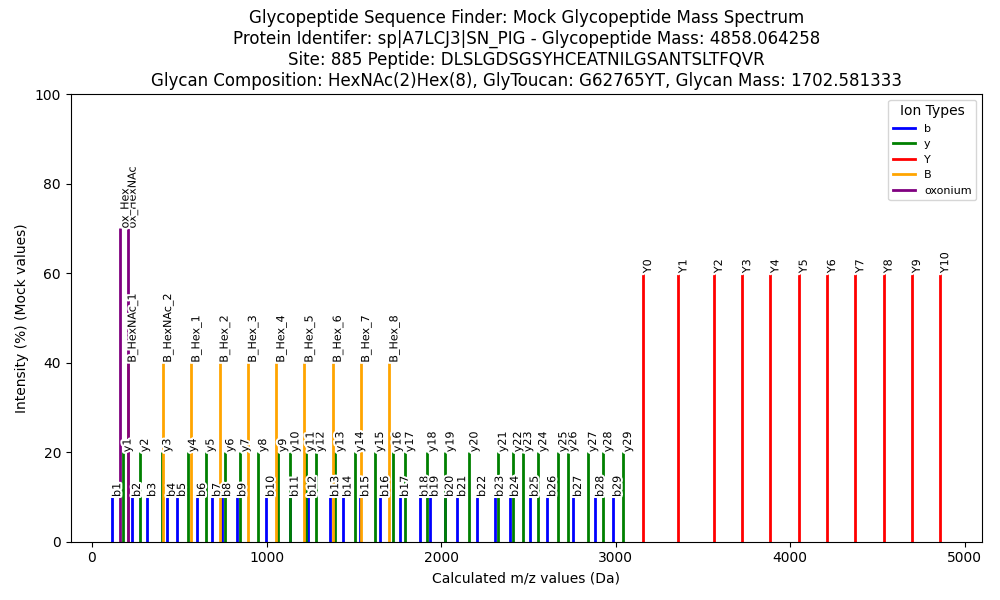 Glycopeptide Sequence Finder: Mock Glycopeptide Mass Spectrum
Protein Identifer: sp|A7LCJ3|SN_PIG - Glycopeptide Mass: 4858.064258
Site: 885 Peptide: DLSLGDSGSYHCEATNILGSANTSLTFQVR
Glycan Composition: HexNAc(2)Hex(8), GlyToucan: G62765YT, Glycan Mass: 1702.581333
Intensity (%) (Mock values)
100
80
60
40
20
0
Ion Types
b
y
Y
B
oxonium
ox_Hex
ox_HexNAc
Y0
Y1
Y2
Y3
Y4
Y5
Y6
Y7
Y8
Y9
Y10
B_HexNAc_1
B_HexNAc_2
B_Hex_1
B_Hex_2
B_Hex_3
B_Hex_4
B_Hex_5
B_Hex_6
B_Hex_7
B_Hex_8
y1
y2
y3
y4
y5
y6
y7
y8
y9
y10
y11
y12
y13
y14
y15
y16
y17
y18
y19
y20
y21
y22
y23
y24
y25
y26
y27
y28
y29
b1
b2
b3
b4
b5
b6
b7
b8
b9
b10
b11
b12
b13
b14
b15
b16
b17
b18
b19
b20
b21
b22
b23
b24
b25
b26
b27
b28
b29
0
1000
2000
3000
4000
5000
Calculated m/z values (Da)